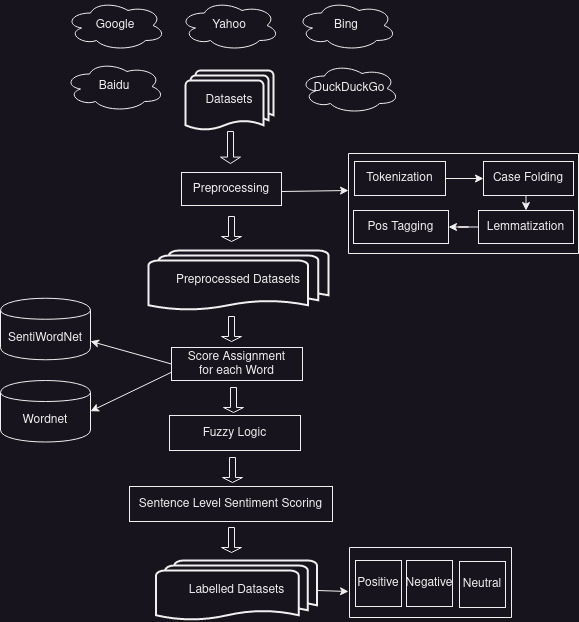 Google
Yahoo
Bing
Baidu
Datasets
DuckDuckGo
Preprocessing
Tokenization
Case Folding
Pos Tagging
Lemmatization
Preprocessed Datasets
SentiWordNet
Score Assignment
for each Word
Wordnet
Fuzzy Logic
Sentence Level Sentiment Scoring
Labelled Datasets
Positive
Negative
Neutral